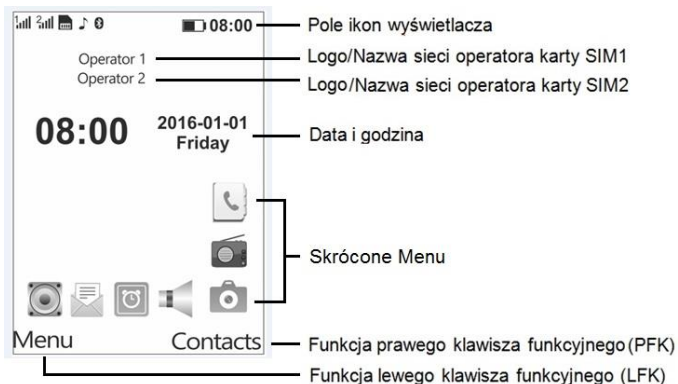 1 2 08:00
Pole ikon wyświetlacza
Operator 1
Logo/Nazwa sieci operatora karty SIM1
Operator 2
Logo/Nazwa sieci operatora karty SIM2
08:00
2016-01-01
Friday
Data i godzina
Skrócone Menu
Menu
Contacts
Funkcja prawego klawisza funkcyjnego (PFK)
Funkcja lewego klawisza funkcyjnego (LFK)